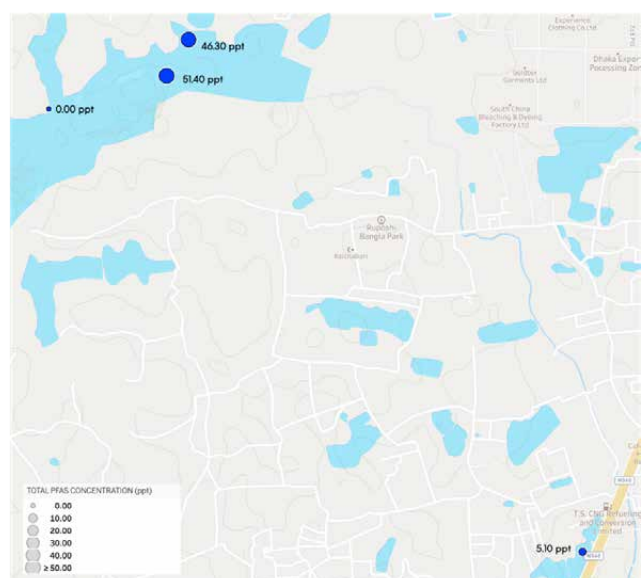 Experience
Clothing Co.Ltd
46.30 ppt
Dhaka Export
Processing Zone
51.40 ppt
Garments Ltd
South China
Bleaching & Dyeing
Factory Ltd
0.00 ppt
Ruposhi
Bangla Park
TOTAL PFAS CONCENTRATION (ppt)
0.00
10.00
20.00
30.00
40.00
≥ 50.00
T.S. CNG Refueling
and Conversion
Limited
5.10 ppt